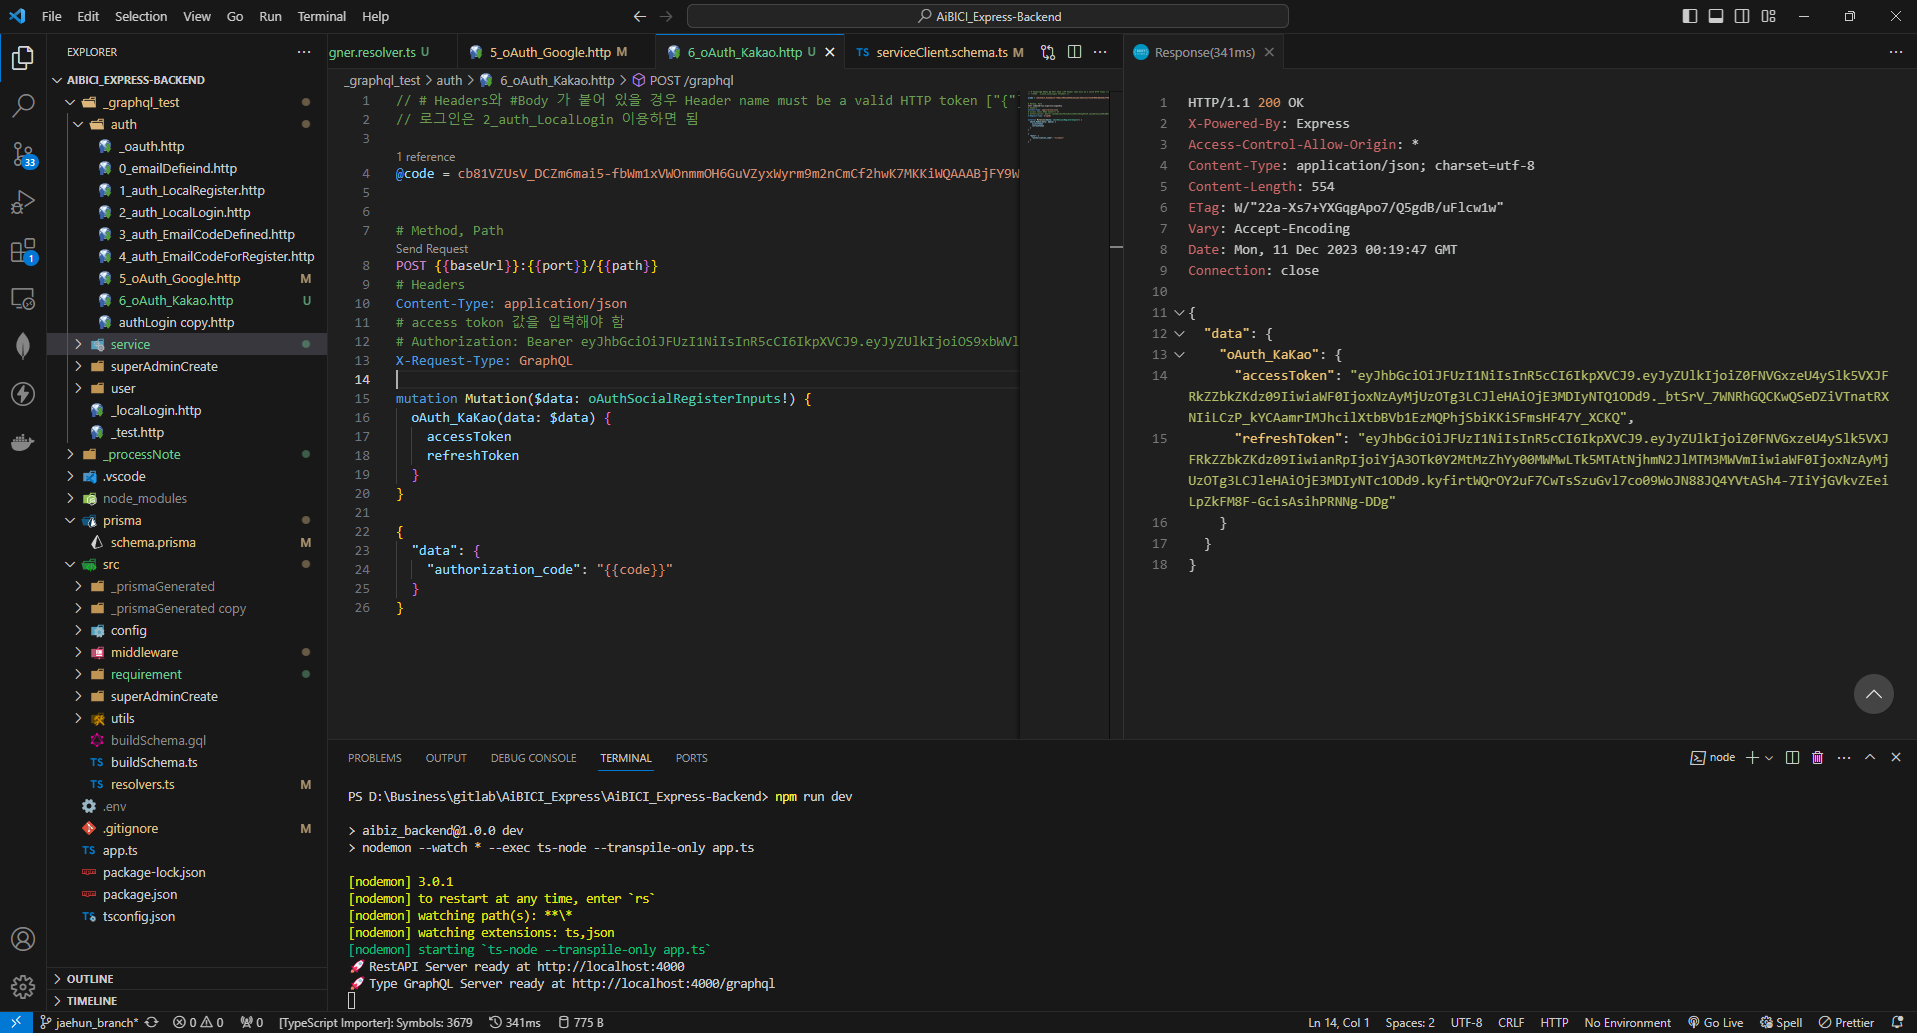 File Edit Selection View Go Run Terminal Help
AiBICI_Express-Backend
EXPLORER
AIBICI_EXPRESS-BACKEND
_graphql_test
auth
_oauth.http
0_emailDefieind.http
1_auth_LocalRegister.http
2_auth_LocalLogin.http
3_auth_EmailCodeDefined.http
4_auth_EmailCodeForRegister.http
5_oAuth_Google.http M
6_oAuth_Kakao.http U
authLogin copy.http
service
superAdminCreate
user
_localLogin.http
_test.http
_processNote
.vscode
node_modules
prisma
schema.prisma M
src
_prismaGenerated
_prismaGenerated copy
config
middleware
requirement
superAdminCreate
utils
buildSchema.gql
TS buildSchema.ts
TS resolvers.ts M
.env
.gitignore M
TS app.ts
package-lock.json
package.json
tsconfig.json
OUTLINE
TIMELINE
33
1
gner.resolver.ts U
5_oAuth_Google.http M
6_oAuth_Kakao.http U
TS serviceClient.schema.ts M
_graphql_test > auth > 6_oAuth_Kakao.http > POST /graphql
1 // # Headers와 #Body 가 붙어 있을 경우 Header name must be a valid HTTP token ["{"
2 // 로그인은 2_auth_LocalLogin 이용하면 됨
3
1 reference
4 @code = cb81VZUsV_DCZm6mai5-fbWm1xVWOnmmOH6GuVZyxWyrm9m2nCmCf2hwK7MKKiWQAAABjFY9W
5
6
7 # Method, Path
Send Request
8 POST {{baseUrl}}:{{port}}/{{path}}
9 # Headers
10 Content-Type: application/json
11 # access tokon 값을 입력해야 함
12 # Authorization: Bearer eyJhbGciOiJFUzI1NiIsInR5cCI6IkpXVCJ9.eyJyZUlkIjoiOS9xbWVl
13 X-Request-Type: GraphQL
14
15 mutation Mutation($data: oAuthSocialRegisterInputs!) {
16 oAuth_KaKao(data: $data) {
17 accessToken
18 refreshToken
19 }
20 }
21
22 {
23 "data": {
24 "authorization_code": "{{code}}"
25 }
26 }
Response(341ms)
1 HTTP/1.1 200 OK
2 X-Powered-By: Express
3 Access-Control-Allow-Origin: *
4 Content-Type: application/json; charset=utf-8
5 Content-Length: 554
6 ETag: W/"22a-Xs7+YXGqgApo7/Q5gdB/uFlcw1w"
7 Vary: Accept-Encoding
8 Date: Mon, 11 Dec 2023 00:19:47 GMT
9 Connection: close
10
11 {
12 "data": {
13 "oAuth_KaKao": {
14 "accessToken": "eyJhbGciOiJFUzI1NiIsInR5cCI6IkpXVCJ9.eyJyZUlkIjoiZ0FNVGxzeU4ySlk5VXJF
RkZZbkZKdz09IiwiaWF0IjoxNzAyMjUzOTg3LCJleHAiOjE3MDIyNTQ1ODd9._btSrV_7WNRhGQCKwQSeDZiVTnatRX
NIiLCzP_kYCAamrIMJhcilXtbBVb1EzMQPhjSbiKKiSFmsHF47Y_XCKQ",
15 "refreshToken": "eyJhbGciOiJFUzI1NiIsInR5cCI6IkpXVCJ9.eyJyZUlkIjoiZ0FNVGxzeU4ySlk5VXJ
FRkZZbkZKdz09IiwianRpIjoiYjA3OTk0Y2MtMzZhYy00MWMwLTk5MTAtNjhmN2JlMTM3MWVmIiwiaWF0IjoxNzAyMj
UzOTg3LCJleHAiOjE3MDIyNTc1ODd9.kyfirtWQrOY2uF7CwTsSzuGvl7co09WoJN88JQ4YVtASh4-7IiYjGVkvZEei
LpZkFM8F-GcisAsihPRNNg-DDg"
16 }
17 }
18 }
PROBLEMS OUTPUT DEBUG CONSOLE TERMINAL PORTS
node
PS D:\Business\gitlab\AiBICI_Express\AiBICI_Express-Backend> npm run dev
> aibiz_backend@1.0.0 dev
> nodemon --watch * --exec ts-node --transpile-only app.ts
[nodemon] 3.0.1
[nodemon] to restart at any time, enter `rs`
[nodemon] watching path(s): **\*
[nodemon] watching extensions: ts,json
[nodemon] starting `ts-node --transpile-only app.ts`
🚀 RestAPI Server ready at http://localhost:4000
🚀 Type GraphQL Server ready at http://localhost:4000/graphql
jaehun_branch* 0 0 0 [TypeScript Importer]: Symbols: 3679 341ms 775 B
Ln 14, Col 1 Spaces: 2 UTF-8 CRLF HTTP No Environment Go Live Spell Prettier